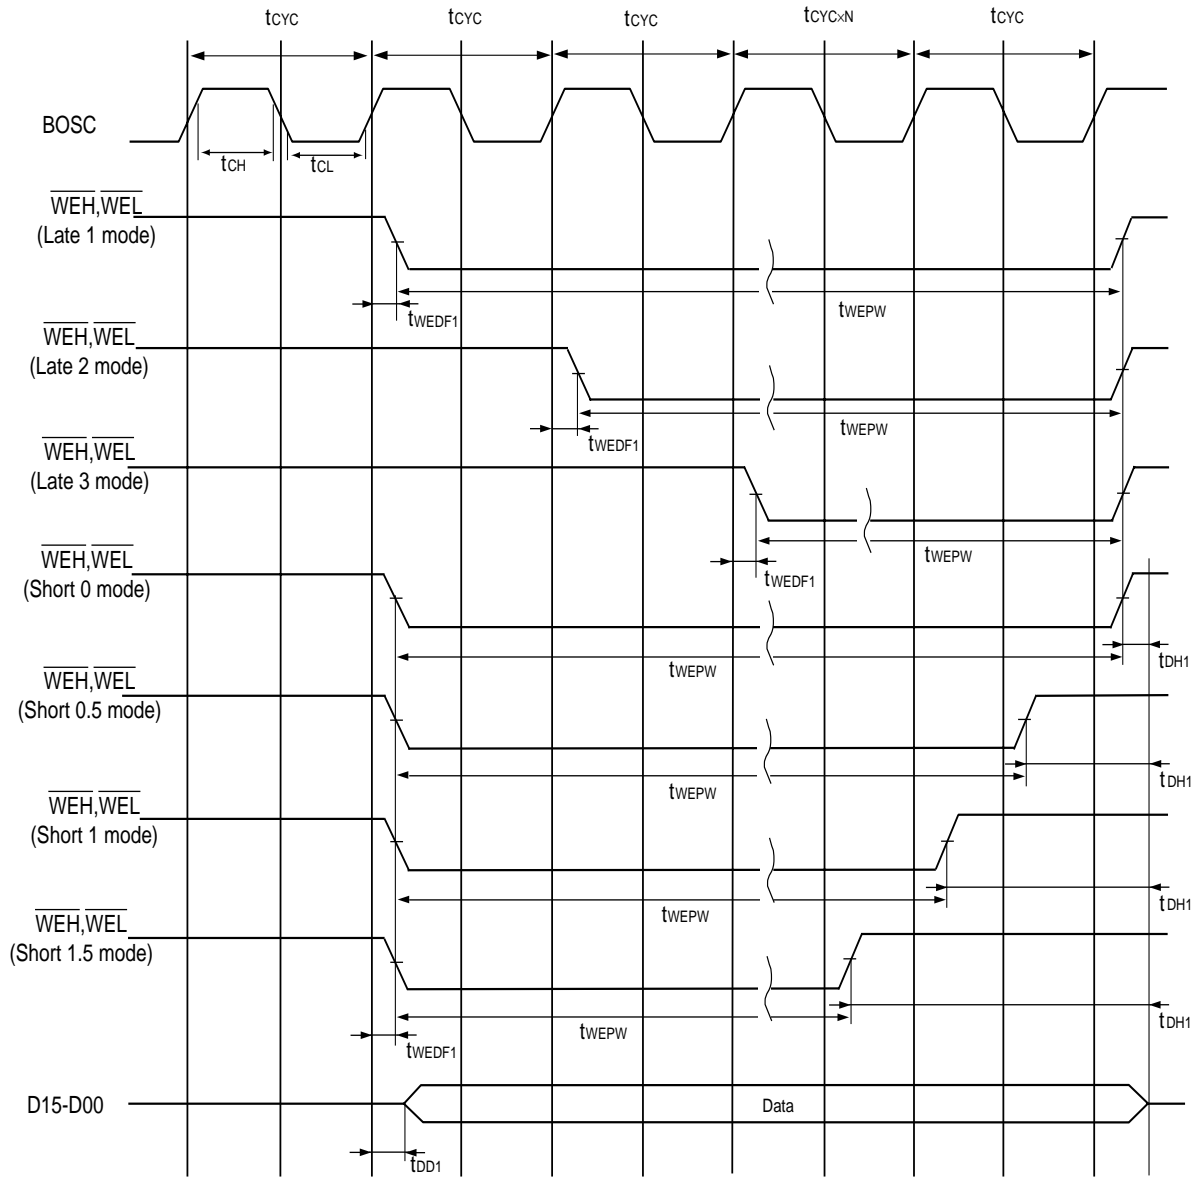 tCYC tCYC tCYC tCYC×N tCYC
BOSC
tCH tCL
WEH,WEL
(Late 1 mode)
tWEDF1 tWEPW
WEH,WEL
(Late 2 mode)
tWEDF1 tWEPW
WEH,WEL
(Late 3 mode)
tWEDF1 tWEPW
WEH,WEL
(Short 0 mode)
tWEPW tDH1
WEH,WEL
(Short 0.5 mode)
tWEPW tDH1
WEH,WEL
(Short 1 mode)
tWEPW tDH1
WEH,WEL
(Short 1.5 mode)
tWEDF1 tWEPW tDH1
D15-D00 Data
tDD1